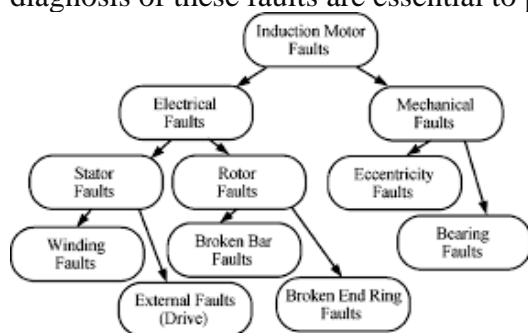 diagnosis of these faults are essential to p
Induction Motor
Faults
Electrical
Faults
Mechanical
Faults
Stator
Faults
Rotor
Faults
Eccentricity
Faults
Winding
Faults
Broken Bar
Faults
Bearing
Faults
External Faults
(Drive)
Broken End Ring
Faults